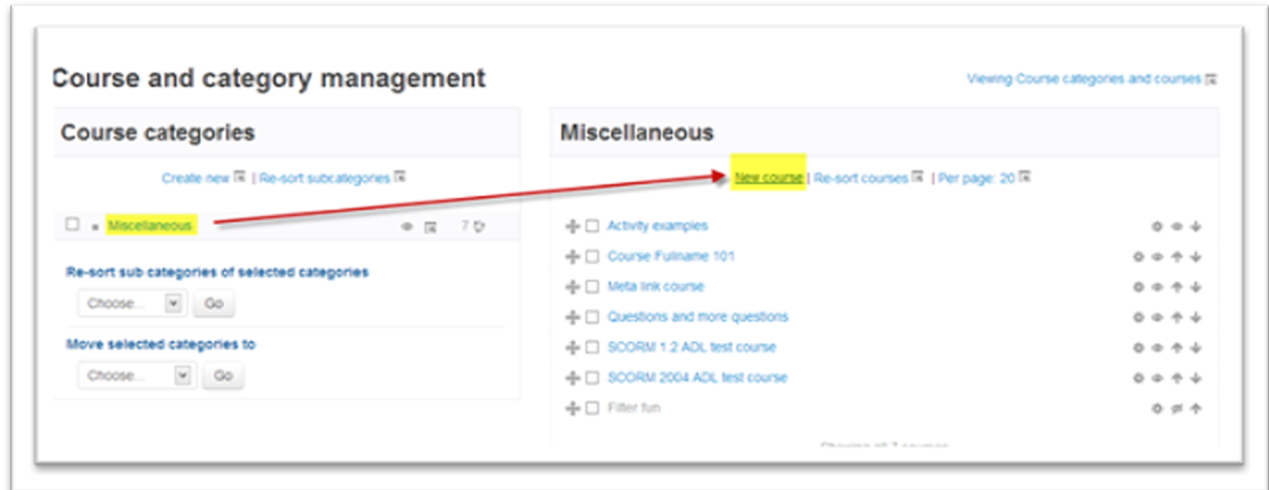 Course and category management
Viewing Course categories and courses
Course categories
Create new | Re-sort subcategories
Miscellaneous
7
Re-sort sub categories of selected categories
Choose... Go
Move selected categories to
Choose... Go
Miscellaneous
New course | Re-sort courses | Per page: 20
Activity examples
Course Fullname 101
Meta link course
Questions and more questions
SCORM 1.2 ADL test course
SCORM 2004 ADL test course
Filter fun